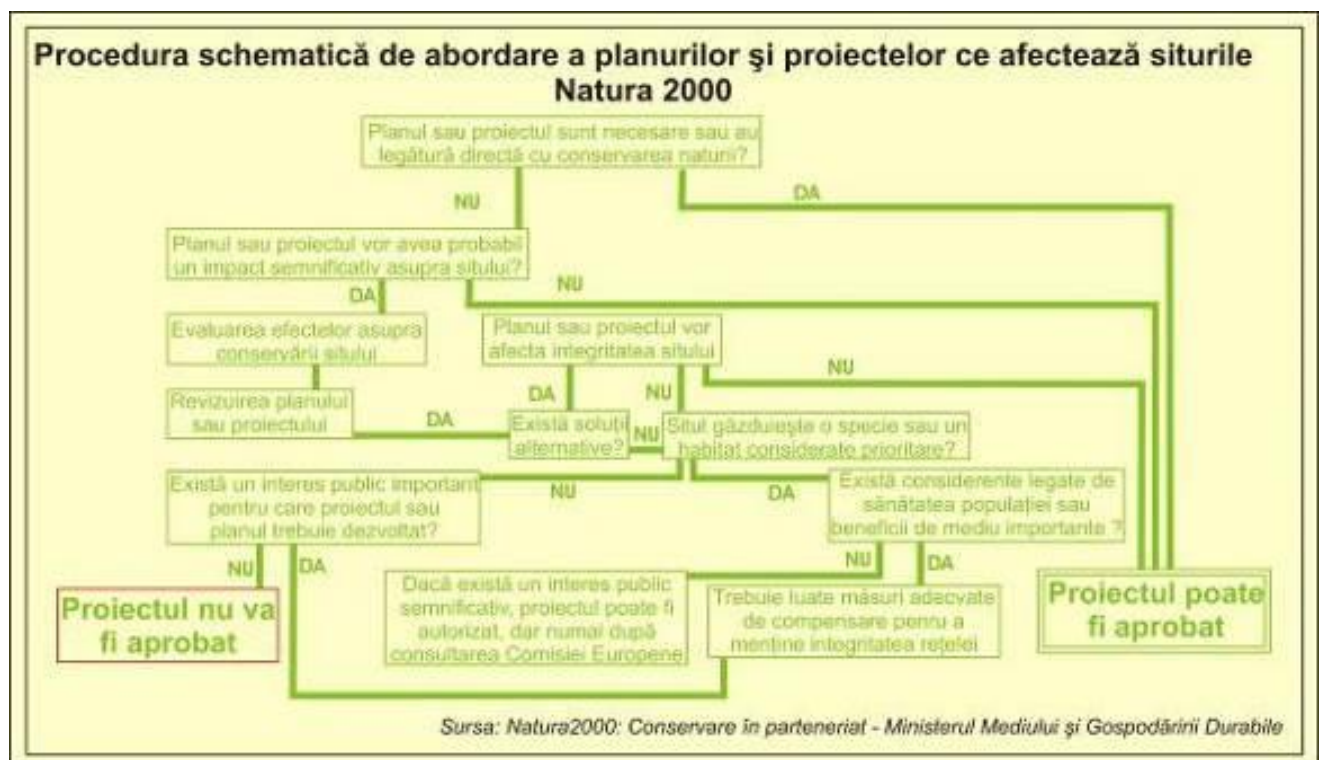 Procedura schematică de abordare a planurilor şi proiectelor ce afectează siturile
Natura 2000
Planul sau proiectul sunt necesare sau au
legătură directă cu conservarea naturii?
NU
DA
Planul sau proiectul vor avea probabil
un impact semnificativ asupra sitului?
DA
NU
Evaluarea efectelor asupra
conservării sitului
Planul sau proiectul vor
afecta integritatea sitului
NU
DA
NU
Revizuirea planului
sau proiectului
DA
Există soluţii
alternative?
NU
Situl găzduieşte o specie sau un
habitat considerate prioritare?
Există un interes public important
pentru care proiectul sau
planul trebuie dezvoltat?
NU
DA
Există considerente legate de
sănătatea populaţiei sau
beneficii de mediu importante ?
NU
DA
NU
DA
Proiectul nu va
fi aprobat
Dacă există un interes public
semnificativ, proiectul poate fi
autorizat, dar numai după
consultarea Comisiei Europene
Trebuie luate măsuri adecvate
de compensare penru a
menţine integritatea reţelei
Proiectul poate
fi aprobat
Sursa: Natura2000: Conservare în parteneriat - Ministerul Mediului şi Gospodăririi Durabile